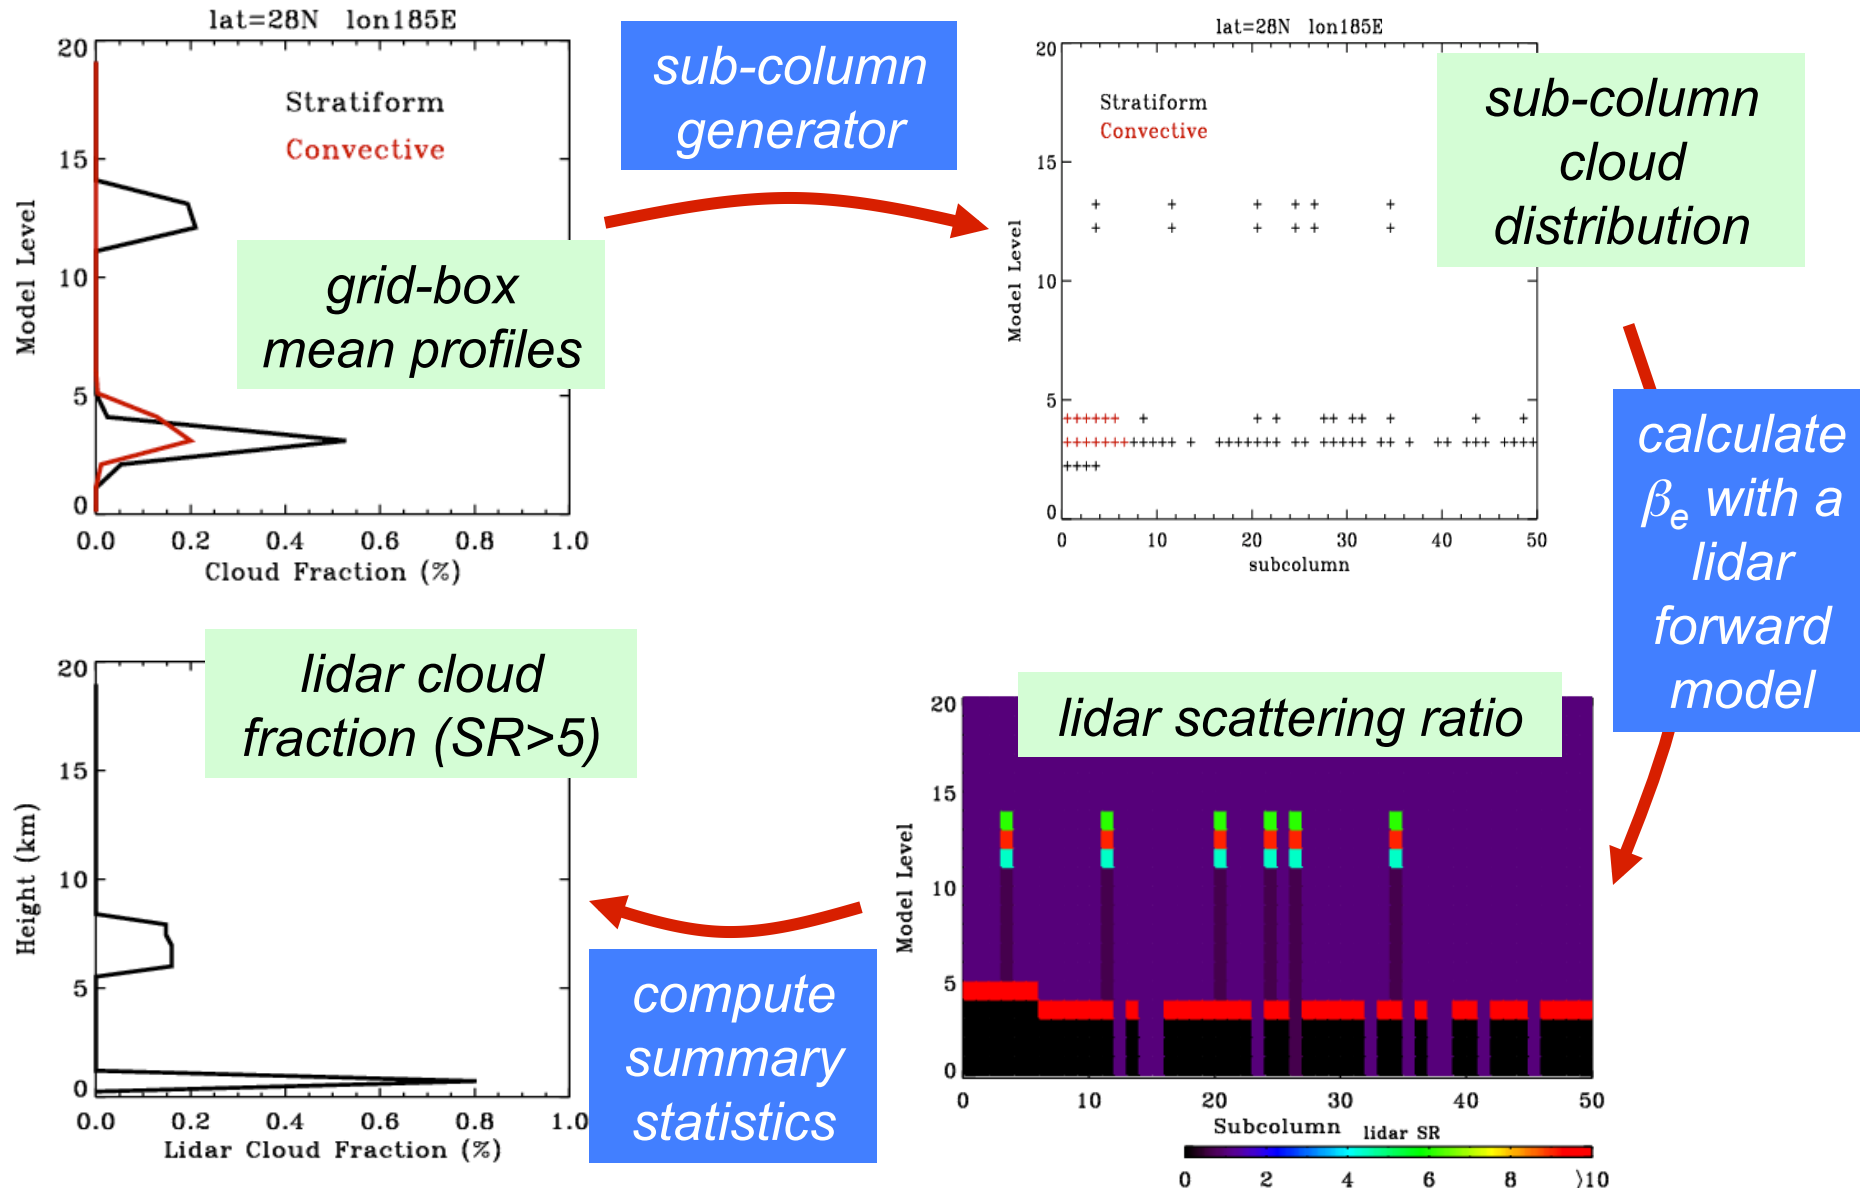 lat=28N lon185E
20
15
10
5
0
Model Level
Stratiform
Convective
grid-box
mean profiles
0.0 0.2 0.4 0.6 0.8 1.0
Cloud Fraction (%)
sub-column
generator
lat=28N lon185E
20
15
10
5
0
Model Level
Stratiform
Convective
sub-column
cloud
distribution
0 10 20 30 40 50
subcolumn
calculate
βe with a
lidar
forward
model
lidar scattering ratio
20
15
10
5
0
Model Level
0 10 20 30 40 50
Subcolumn
lidar SR
0 2 4 6 8 ⟩10
compute
summary
statistics
lidar cloud
fraction (SR>5)
20
15
10
5
0
Height (km)
0.0 0.2 0.4 0.6 0.8 1.0
Lidar Cloud Fraction (%)